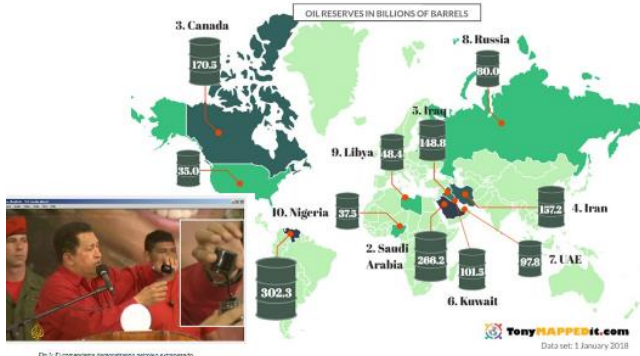 OIL RESERVES IN BILLIONS OF BARRELS
3. Canada
170.5
8. Russia
80.0
5. Iraq
148.8
9. Libya
48.4
35.0
10. Nigeria
37.5
2. Saudi
Arabia
266.2
4. Iran
157.2
7. UAE
97.8
6. Kuwait
101.5
302.3
TonyMAPPEDit.com
Data set: 1 January 2018